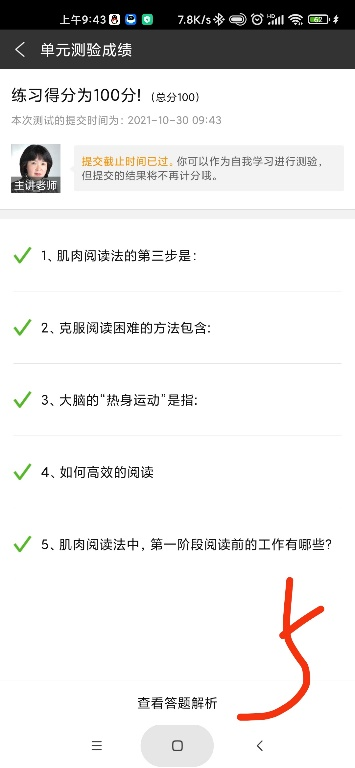 上午9:43 7.8K/s HD 62
单元测验成绩
练习得分为100分! (总分100)
本次测试的提交时间为: 2021-10-30 09:43
提交截止时间已过, 你可以作为自我学习进行测验,
但提交的结果将不再计分哦。
主讲老师
1、肌肉阅读法的第三步是:
2、克服阅读困难的方法包含:
3、大脑的“热身运动”是指:
4、如何高效的阅读
5、肌肉阅读法中, 第一阶段阅读前的工作有哪些?
查看答题解析